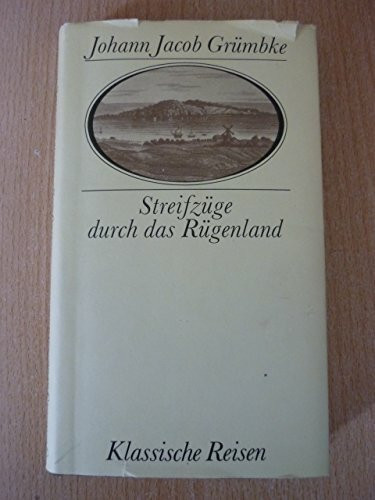 Johann Jacob Grümbke
Streifzüge
durch das Rügenland
Klassische Reisen